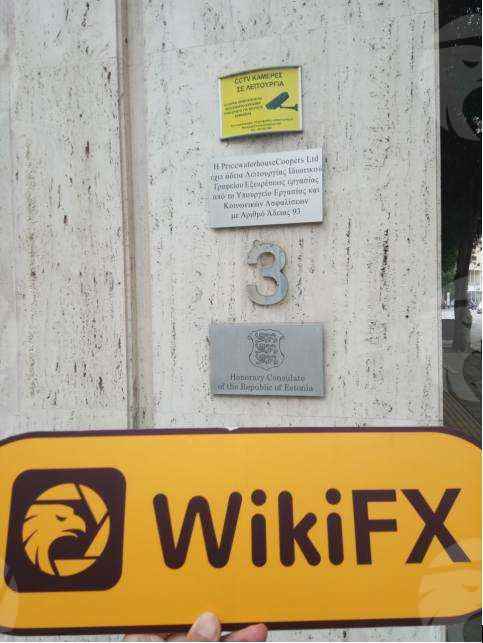 CCTV ΚΑΜΕΡΕΣ
ΣΕ ΛΕΙΤΟΥΡΓΙΑ
Η PricewaterhouseCoopers Ltd
έχει άδεια Λειτουργίας Ιδιωτικού
Γραφείου Εξευρέσεως εργασίας
από το Υπουργείο Εργασίας και
Κοινωνικών Ασφαλίσεων
με Αριθμό Άδειας 93
3
Honorary Consulate
of the Republic of Estonia
WikiFX